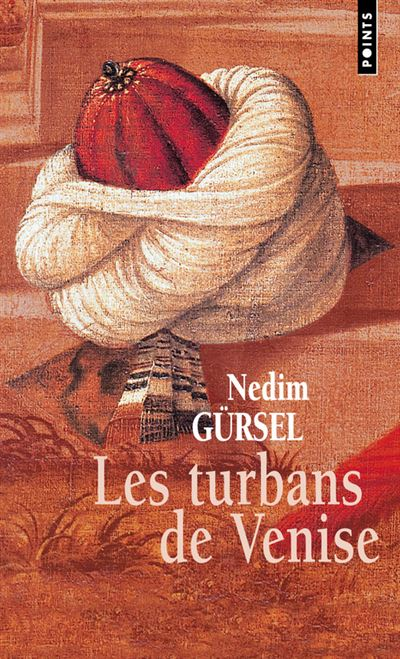 POINTS
Nedim
GÜRSEL
Les turbans
de Venise